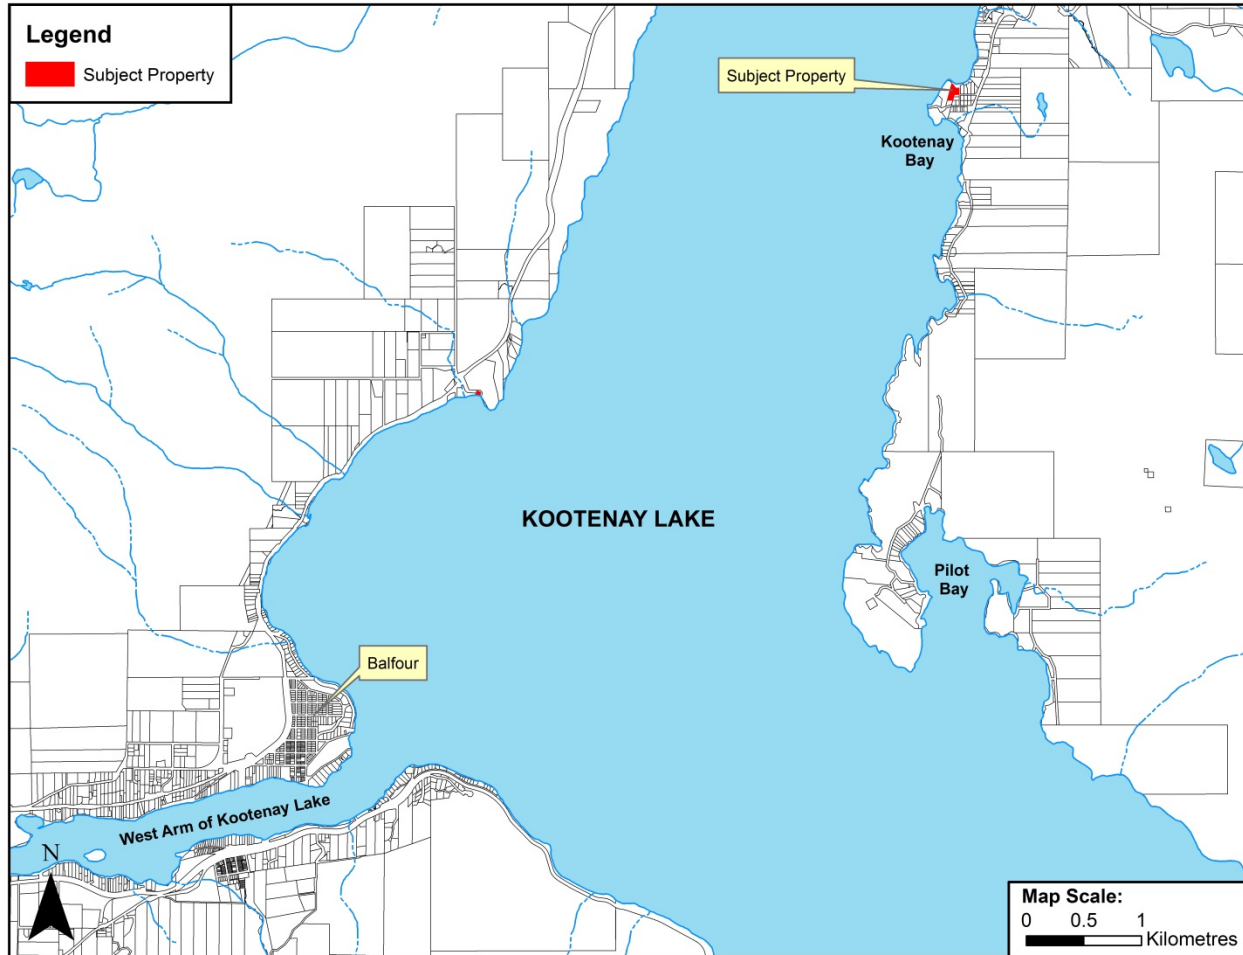 Legend
Subject Property
Subject Property
Kootenay
Bay
KOOTENAY LAKE
Pilot
Bay
Balfour
West Arm of Kootenay Lake
N
Map Scale:
0 0.5 1
Kilometres